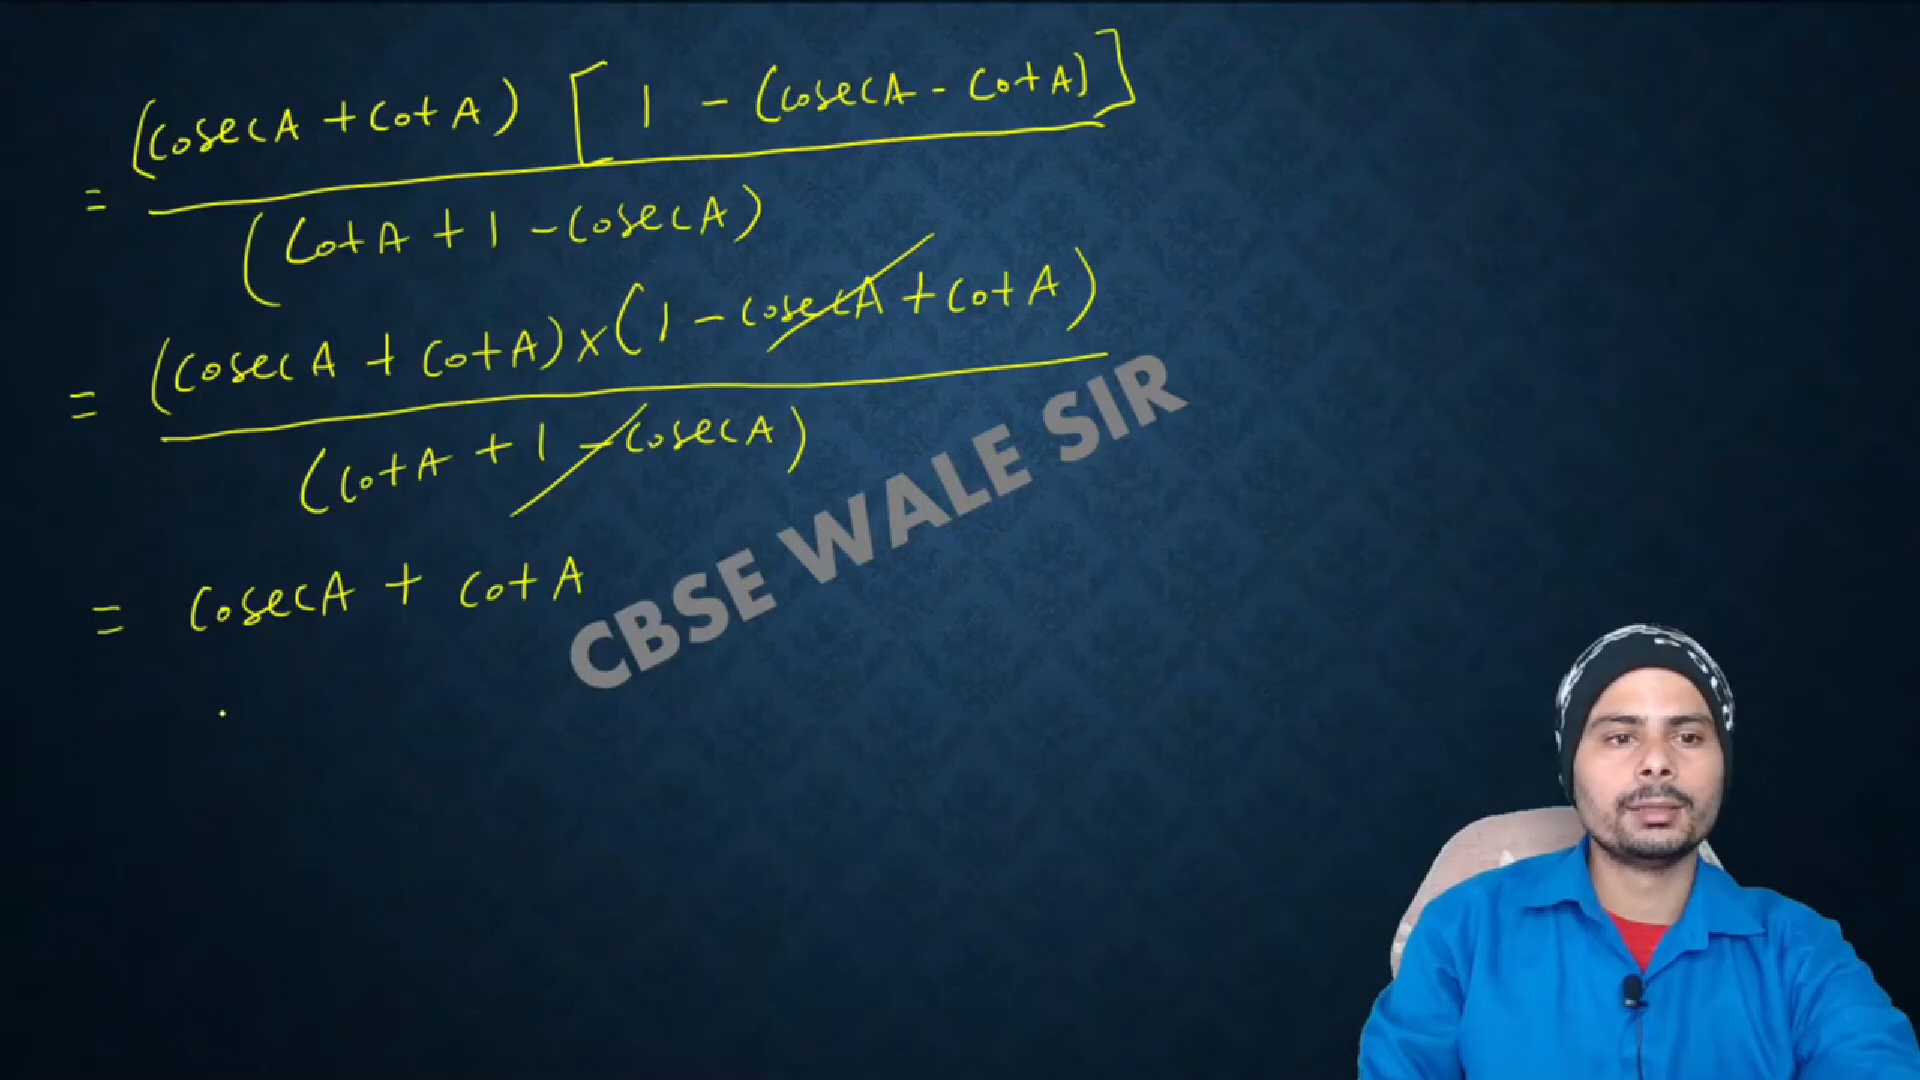 = (cosecA + cotA) [1 - (cosecA - cotA)]
(cotA + 1 - cosecA)
= (cosecA + cotA) x (1 - cosecA + cotA)
(cotA + 1 - cosecA)
= cosecA + cotA
CBSE WALE SIR